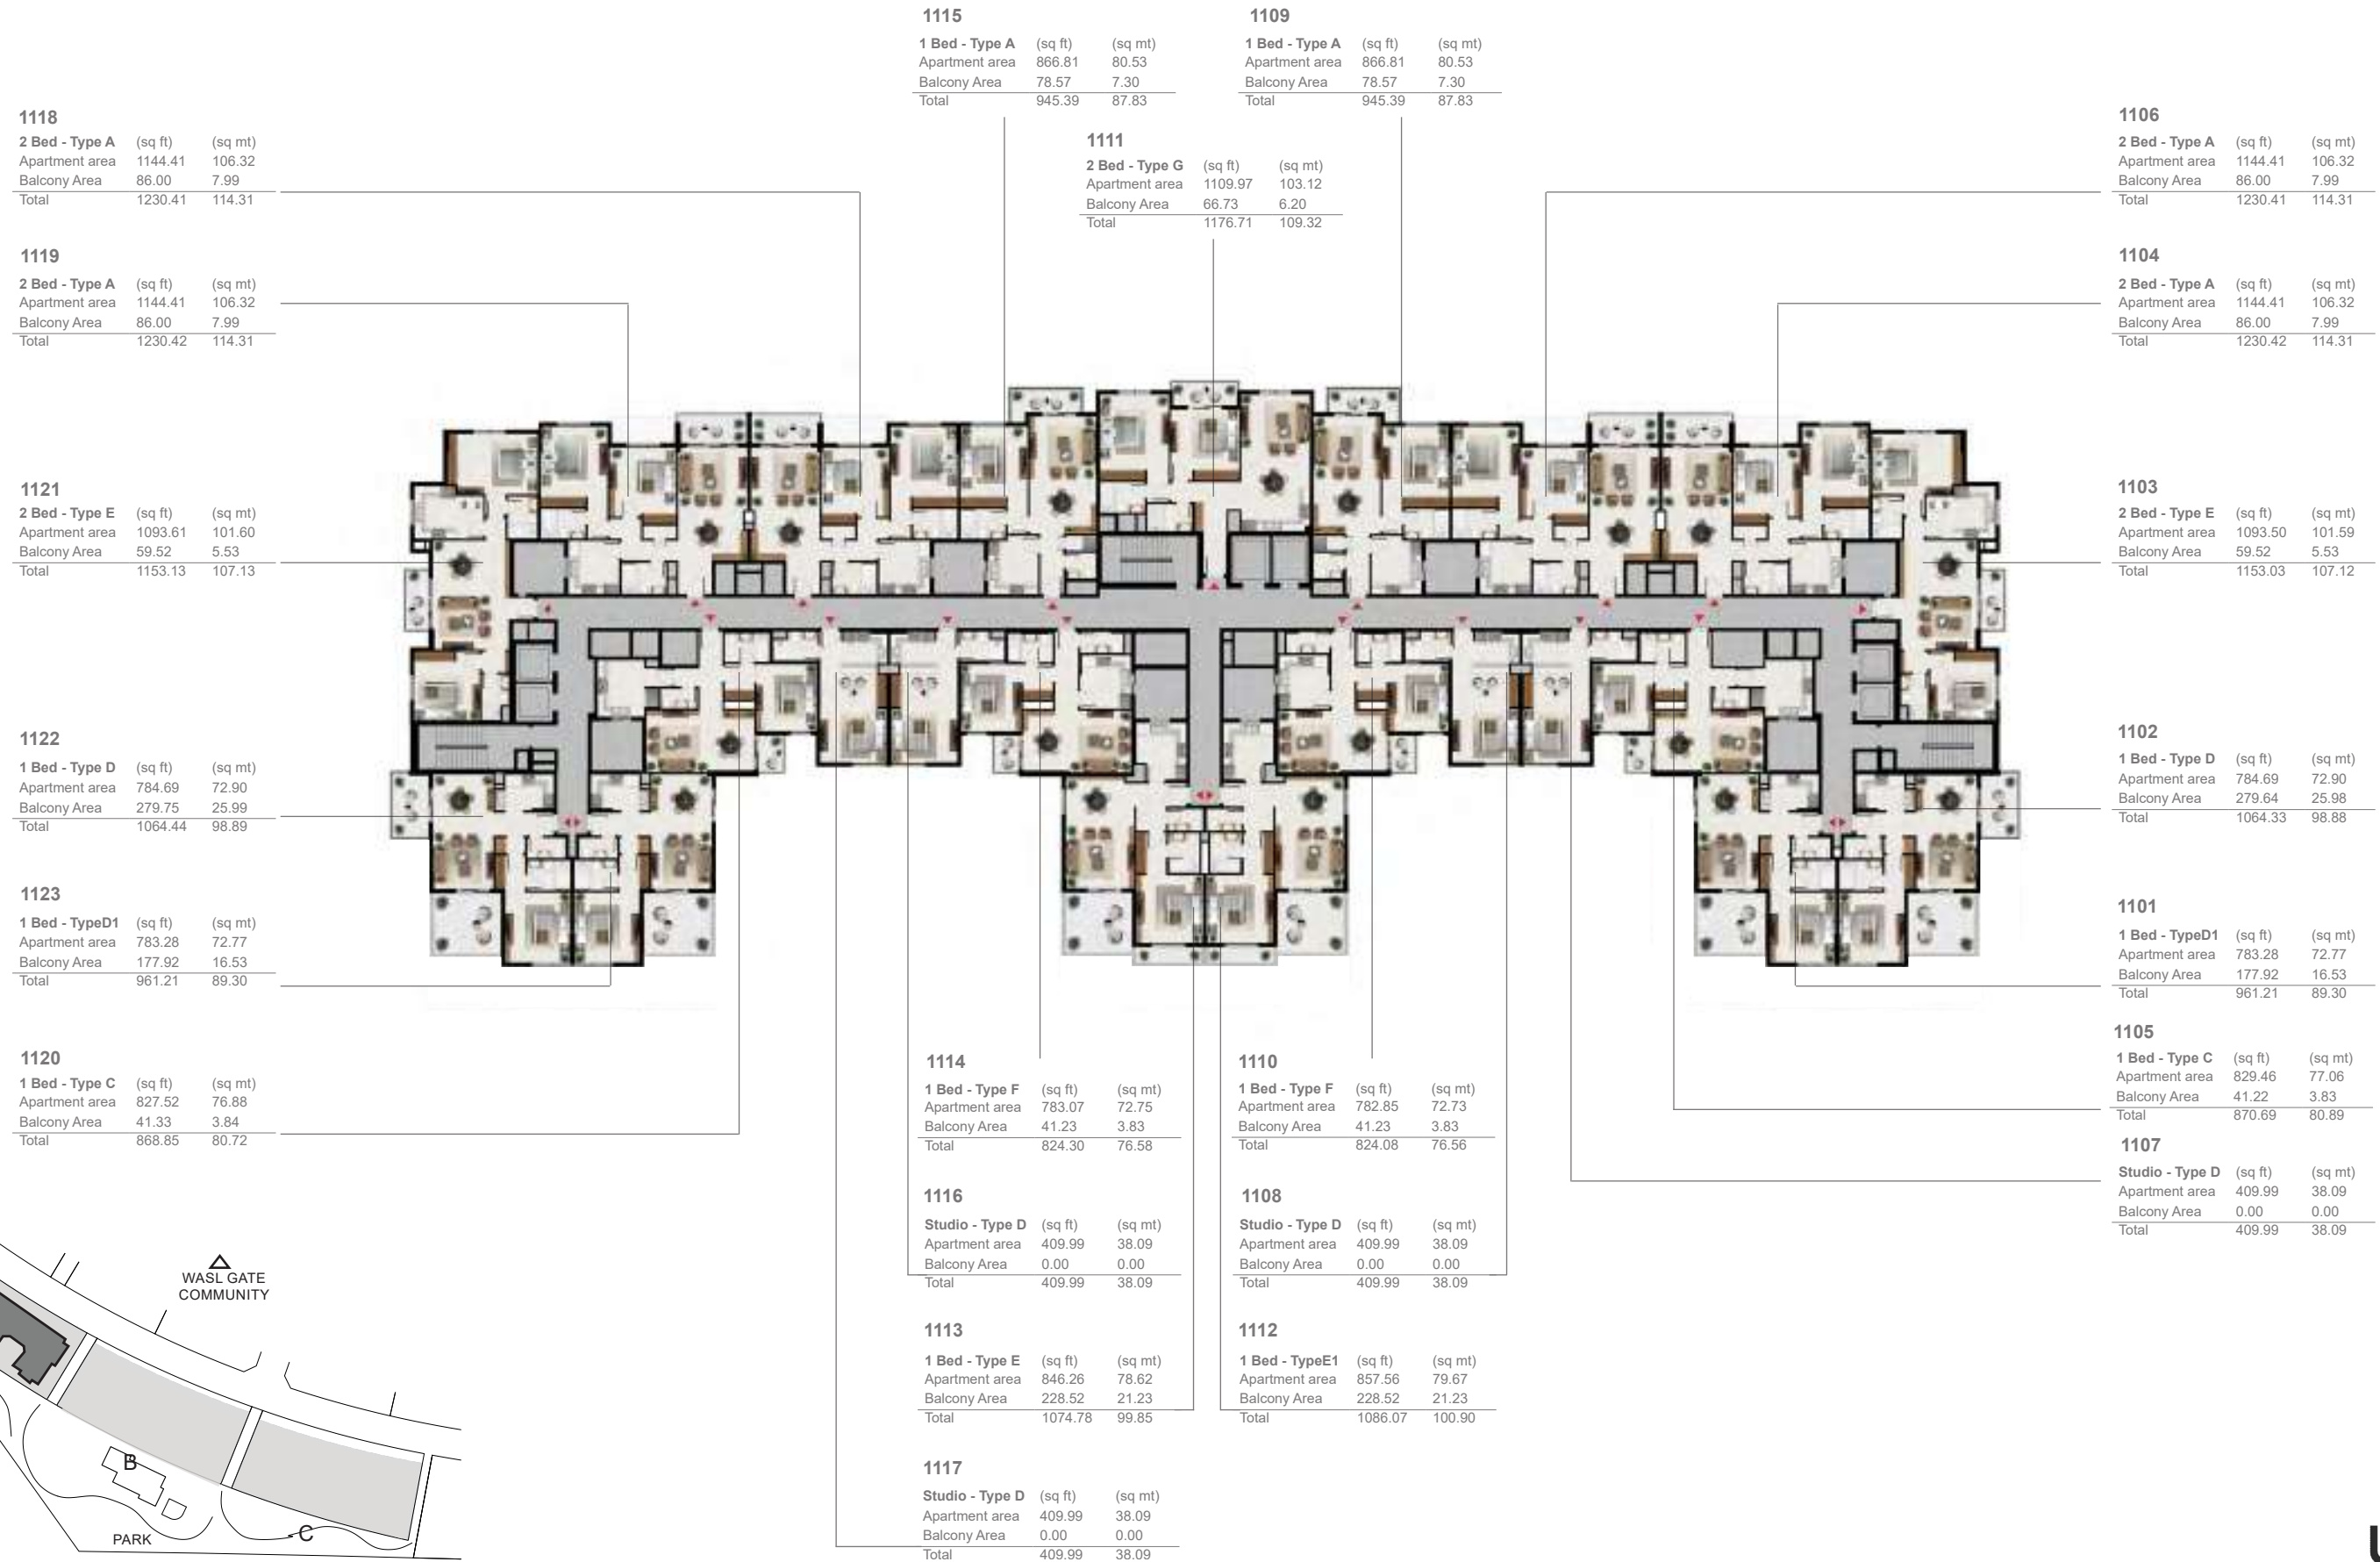 1115
1 Bed - Type A (sq ft) (sq mt)
Apartment area 866.81 80.53
Balcony Area 78.57 7.30
Total 945.39 87.83
1109
1 Bed - Type A (sq ft) (sq mt)
Apartment area 866.81 80.53
Balcony Area 78.57 7.30
Total 945.39 87.83
1118
2 Bed - Type A (sq ft) (sq mt)
Apartment area 1144.41 106.32
Balcony Area 86.00 7.99
Total 1230.41 114.31
1111
2 Bed - Type G (sq ft) (sq mt)
Apartment area 1109.97 103.12
Balcony Area 66.73 6.20
Total 1176.71 109.32
1106
2 Bed - Type A (sq ft) (sq mt)
Apartment area 1144.41 106.32
Balcony Area 86.00 7.99
Total 1230.41 114.31
1119
2 Bed - Type A (sq ft) (sq mt)
Apartment area 1144.41 106.32
Balcony Area 86.00 7.99
Total 1230.42 114.31
1104
2 Bed - Type A (sq ft) (sq mt)
Apartment area 1144.41 106.32
Balcony Area 86.00 7.99
Total 1230.42 114.31
1121
2 Bed - Type E (sq ft) (sq mt)
Apartment area 1093.61 101.60
Balcony Area 59.52 5.53
Total 1153.13 107.13
1103
2 Bed - Type E (sq ft) (sq mt)
Apartment area 1093.50 101.59
Balcony Area 59.52 5.53
Total 1153.03 107.12
1122
1 Bed - Type D (sq ft) (sq mt)
Apartment area 784.69 72.90
Balcony Area 279.75 25.99
Total 1064.44 98.89
1102
1 Bed - Type D (sq ft) (sq mt)
Apartment area 784.69 72.90
Balcony Area 279.64 25.98
Total 1064.33 98.88
1123
1 Bed - TypeD1 (sq ft) (sq mt)
Apartment area 783.28 72.77
Balcony Area 177.92 16.53
Total 961.21 89.30
1101
1 Bed - TypeD1 (sq ft) (sq mt)
Apartment area 783.28 72.77
Balcony Area 177.92 16.53
Total 961.21 89.30
1120
1 Bed - Type C (sq ft) (sq mt)
Apartment area 827.52 76.88
Balcony Area 41.33 3.84
Total 868.85 80.72
1114
1 Bed - Type F (sq ft) (sq mt)
Apartment area 783.07 72.75
Balcony Area 41.23 3.83
Total 824.30 76.58
1110
1 Bed - Type F (sq ft) (sq mt)
Apartment area 782.85 72.73
Balcony Area 41.23 3.83
Total 824.08 76.56
1105
1 Bed - Type C (sq ft) (sq mt)
Apartment area 829.46 77.06
Balcony Area 41.22 3.83
Total 870.69 80.89
1107
Studio - Type D (sq ft) (sq mt)
Apartment area 409.99 38.09
Balcony Area 0.00 0.00
Total 409.99 38.09
1116
Studio - Type D (sq ft) (sq mt)
Apartment area 409.99 38.09
Balcony Area 0.00 0.00
Total 409.99 38.09
1108
Studio - Type D (sq ft) (sq mt)
Apartment area 409.99 38.09
Balcony Area 0.00 0.00
Total 409.99 38.09
1113
1 Bed - Type E (sq ft) (sq mt)
Apartment area 846.26 78.62
Balcony Area 228.52 21.23
Total 1074.78 99.85
1112
1 Bed - TypeE1 (sq ft) (sq mt)
Apartment area 857.56 79.67
Balcony Area 228.52 21.23
Total 1086.07 100.90
1117
Studio - Type D (sq ft) (sq mt)
Apartment area 409.99 38.09
Balcony Area 0.00 0.00
Total 409.99 38.09
WASL GATE
COMMUNITY
B
C
PARK